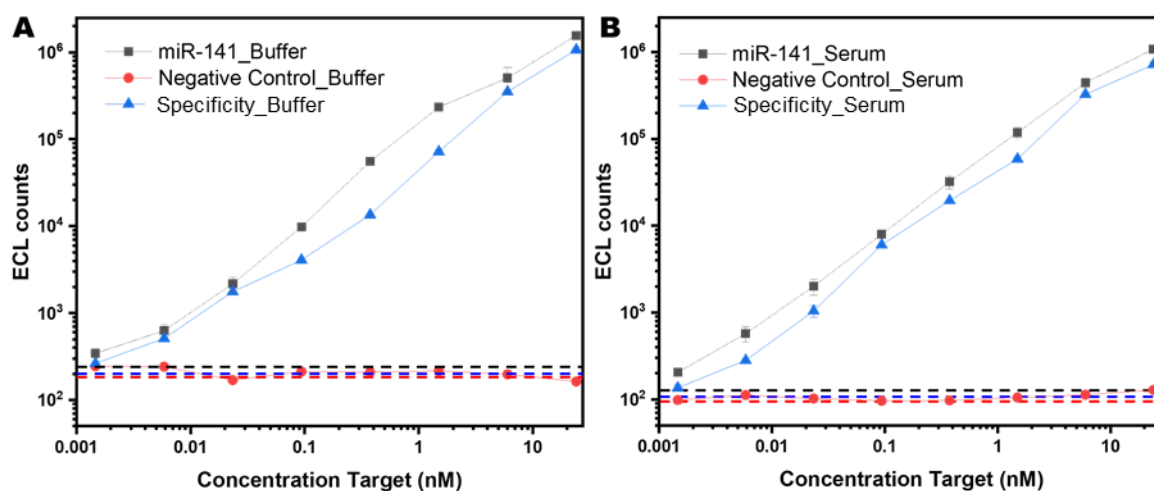 A
miR-141_Buffer
Negative Control_Buffer
Specificity_Buffer
ECL counts
10^6
10^5
10^4
10^3
10^2
0.001
0.01
0.1
1
10
Concentration Target (nM)
B
miR-141_Serum
Negative Control_Serum
Specificity_Serum
ECL counts
10^6
10^5
10^4
10^3
10^2
0.001
0.01
0.1
1
10
Concentration Target (nM)